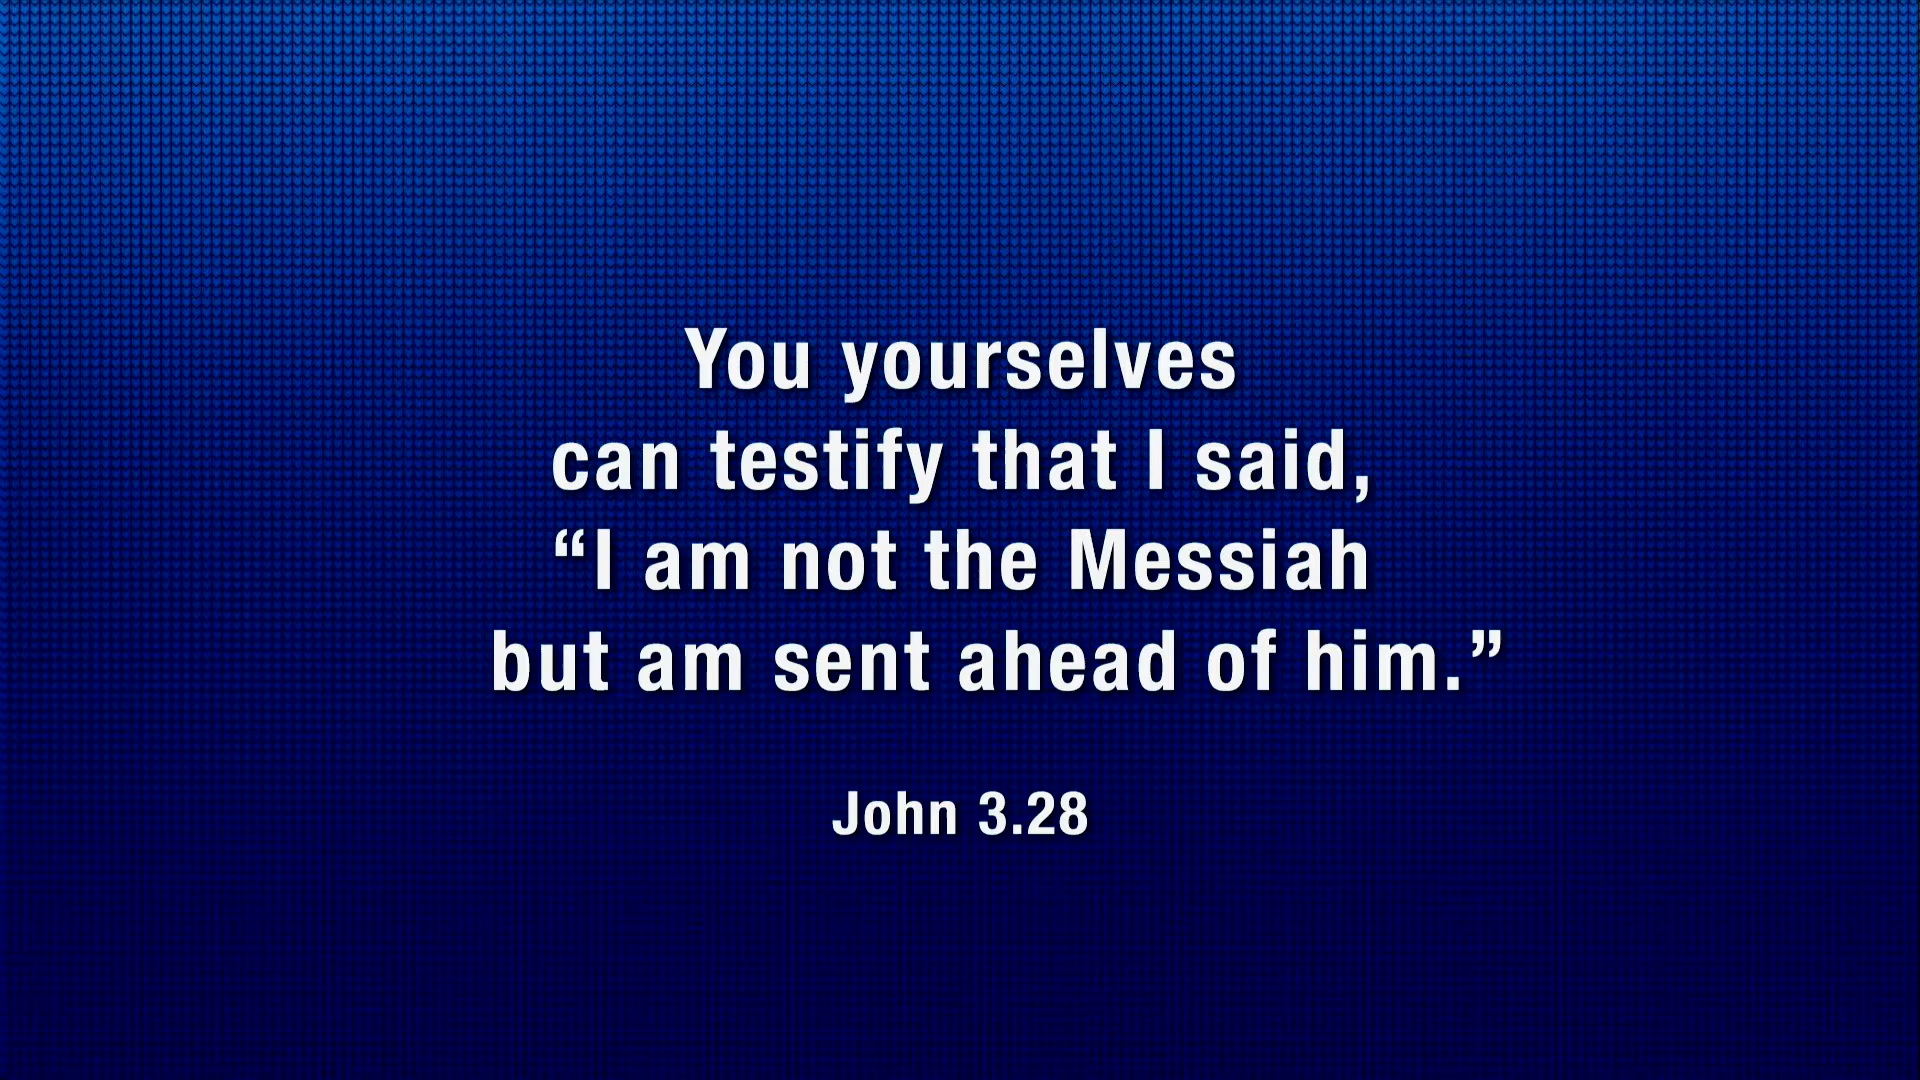 You yourselves
can testify that I said,
“I am not the Messiah
but am sent ahead of him.”
John 3.28